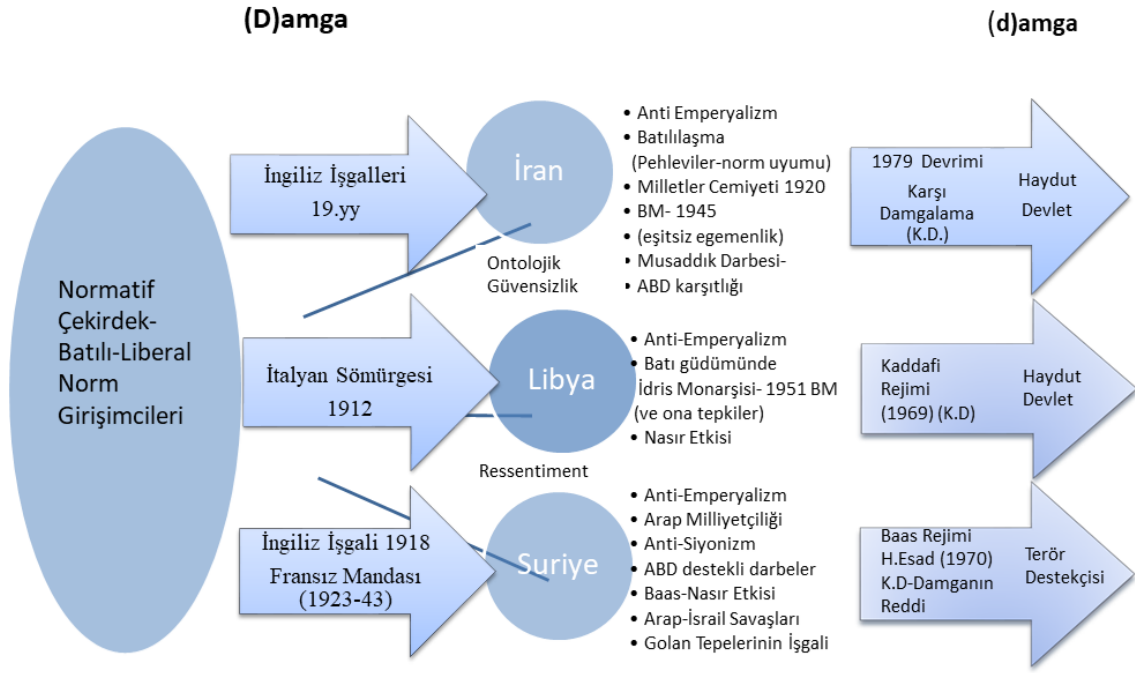 (D)amga
(d)amga
Normatif
Çekirdek-
Batılı-Liberal
Norm
Girişimcileri
İngiliz İşgalleri
19.yy
İran
• Anti Emperyalizm
• Batılılaşma
(Pehleviler-norm uyumu)
• Milletler Cemiyeti 1920
• BM- 1945
• (eşitsiz egemenlik)
• Musaddık Darbesi-
• ABD karşıtlığı
1979 Devrimi
Karşı
Damgalama
(K.D.)
Haydut
Devlet
Ontolojik
Güvensizlik
İtalyan Sömürgesi
1912
Libya
• Anti-Emperyalizm
• Batı güdümünde
İdris Monarşisi- 1951 BM
(ve ona tepkiler)
• Nasır Etkisi
Kaddafi
Rejimi
(1969) (K.D)
Haydut
Devlet
Ressentiment
İngiliz İşgali 1918
Fransız Mandası
(1923-43)
Suriye
• Anti-Emperyalizm
• Arap Milliyetçiliği
• Anti-Siyonizm
• ABD destekli darbeler
• Baas-Nasır Etkisi
• Arap-İsrail Savaşları
• Golan Tepelerinin İşgali
Baas Rejimi
H.Esad (1970)
K.D-Damganın
Reddi
Terör
Destekçisi